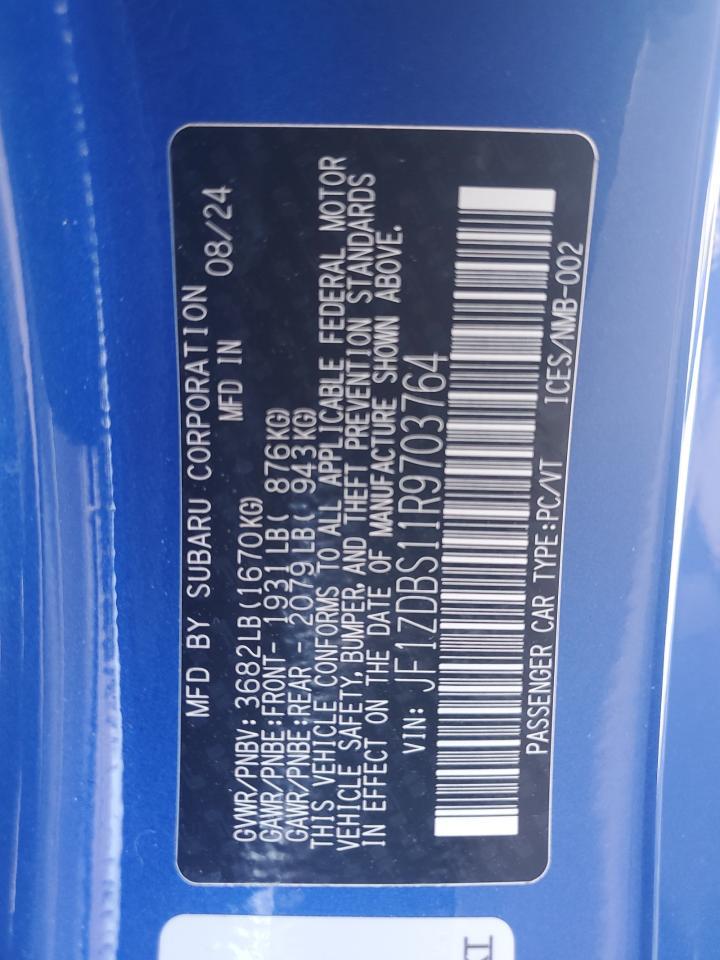 MFD BY SUBARU CORPORATION
MFD IN 08/24
GVWR/PNBV: 3682LB(1670KG)
GAWR/PNBE:FRONT- 1931LB( 876KG)
GAWR/PNBE:REAR - 2079LB( 943KG)
THIS VEHICLE CONFORMS TO ALL APPLICABLE FEDERAL MOTOR
VEHICLE SAFETY, BUMPER, AND THEFT PREVENTION STANDARDS
IN EFFECT ON THE DATE OF MANUFACTURE SHOWN ABOVE.
VIN: JF1ZDBS11R9703764
PASSENGER CAR TYPE:PC/VT ICES/NMB-002